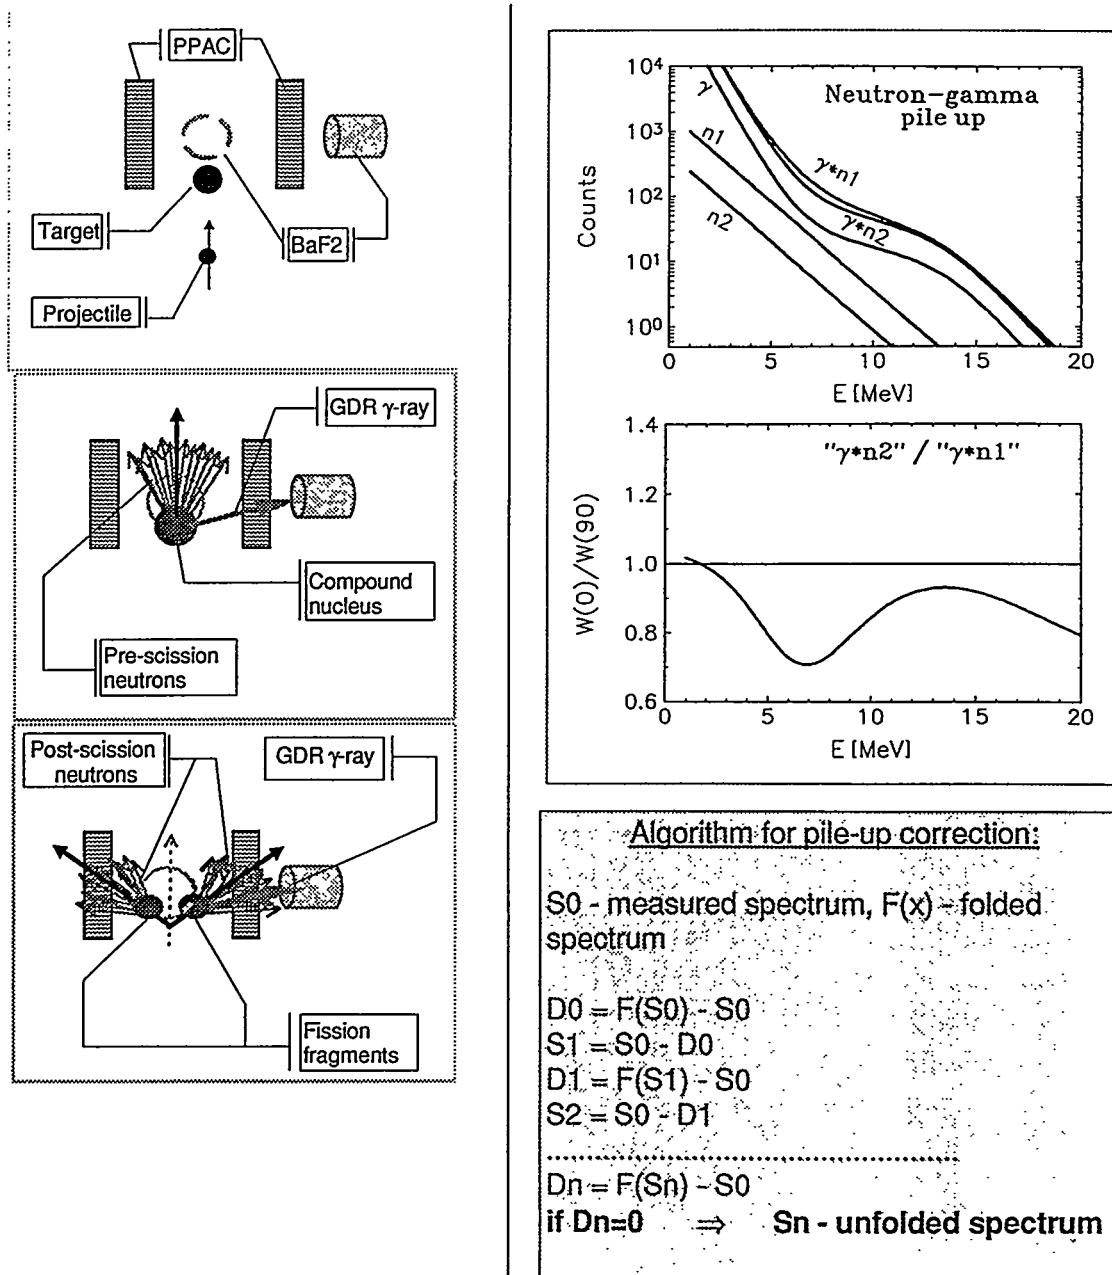 PPAC
Target
BaF2
Projectile
GDR γ-ray
Compound
nucleus
Pre-scission
neutrons
Post-scission
neutrons
GDR γ-ray
Fission
fragments
Neutron-gamma
pile up
γ
n1
n2
γ*n1
γ*n2
Counts
10⁴
10³
10²
10¹
10⁰
0
5
10
15
20
E [MeV]
"γ*n2" / "γ*n1"
W(0)/W(90)
1.4
1.2
1.0
0.8
0.6
0
5
10
15
20
E [MeV]
Algorithm for pile-up correction:
S0 - measured spectrum, F(x) - folded
spectrum
D0 = F(S0) - S0
S1 = S0 - D0
D1 = F(S1) - S0
S2 = S0 - D1
Dn = F(Sn) - S0
if Dn=0 ⇒ Sn - unfolded spectrum